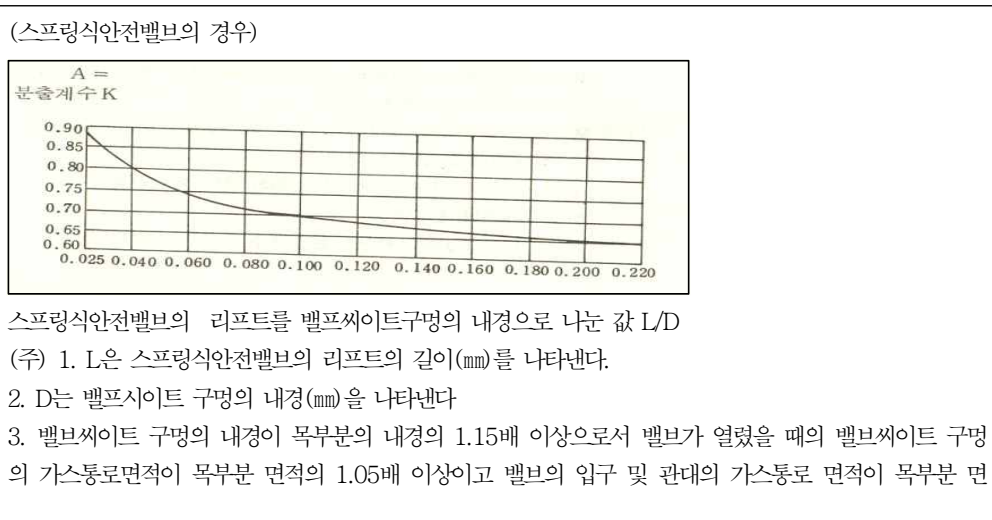 (스프링식안전밸브의 경우)
A =
분출계수 K
0.90
0.85
0.80
0.75
0.70
0.65
0.60
0.025 0.040 0.060 0.080 0.100 0.120 0.140 0.160 0.180 0.200 0.220
스프링식안전밸브의 리프트를 밸프씨이트구멍의 내경으로 나눈 값 L/D
(주) 1. L은 스프링식안전밸브의 리프트의 길이(㎜)를 나타낸다.
2. D는 밸프시이트 구멍의 내경(㎜)을 나타낸다
3. 밸브씨이트 구멍의 내경이 목부분의 내경의 1.15배 이상으로서 밸브가 열렸을 때의 밸브씨이트 구멍
의 가스통로면적이 목부분 면적의 1.05배 이상이고 밸브의 입구 및 관대의 가스통로 면적이 목부분 면